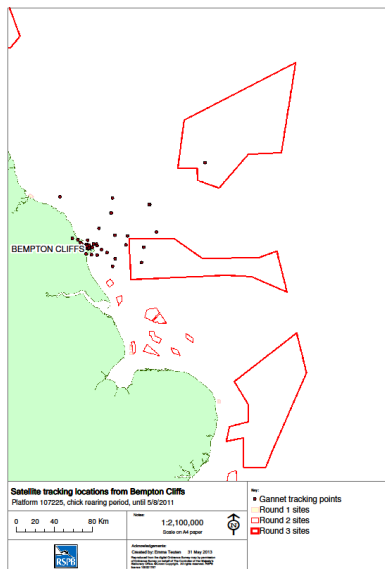 BEMPTON CLIFFS
Satellite tracking locations from Bempton Cliffs
Platform 107225, chick rearing period, until 5/8/2011
0 20 40 80 Km
Notes:
1:2,100,000
Scale on A4 paper
N
Key:
Gannet tracking points
Round 1 sites
Round 2 sites
Round 3 sites
RSPB
Acknowledgements:
Created by: Emma Teuten 31 May 2013